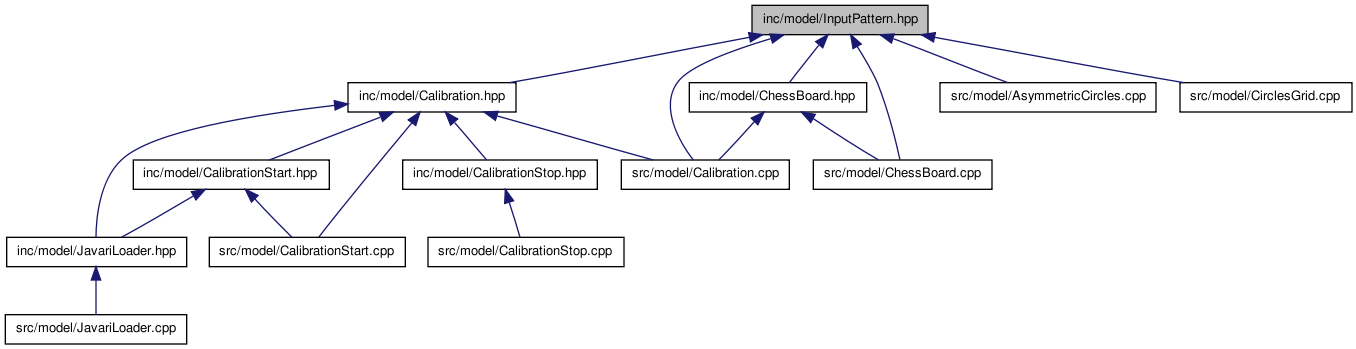 inc/model/InputPattern.hpp
inc/model/Calibration.hpp
inc/model/ChessBoard.hpp
src/model/AsymmetricCircles.cpp
src/model/CirclesGrid.cpp
inc/model/CalibrationStart.hpp
inc/model/CalibrationStop.hpp
src/model/Calibration.cpp
src/model/ChessBoard.cpp
inc/model/JavariLoader.hpp
src/model/CalibrationStart.cpp
src/model/CalibrationStop.cpp
src/model/JavariLoader.cpp